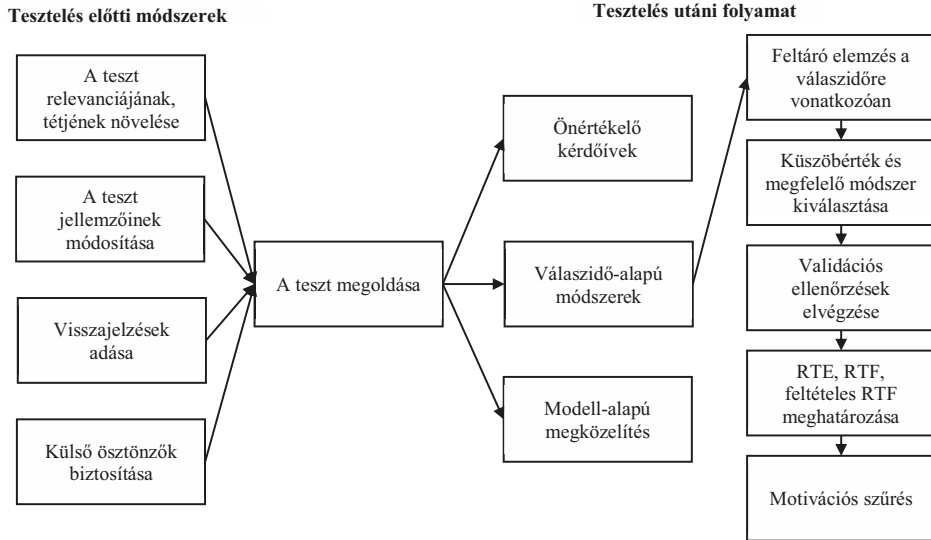 Tesztelés előtti módszerek
A teszt
relevanciájának,
tétjének növelése
A teszt
jellemzőinek
módosítása
Visszajelzések
adása
Külső ösztönzők
biztosítása
A teszt megoldása
Tesztelés utáni folyamat
Önértékelő
kérdőívek
Válaszidő-alapú
módszerek
Modell-alapú
megközelítés
Feltáró elemzés a
válaszidőre
vonatkozóan
Küszöbérték és
megfelelő módszer
kiválasztása
Validációs
ellenőrzések
elvégzése
RTE, RTF,
feltételes RTF
meghatározása
Motivációs szűrés